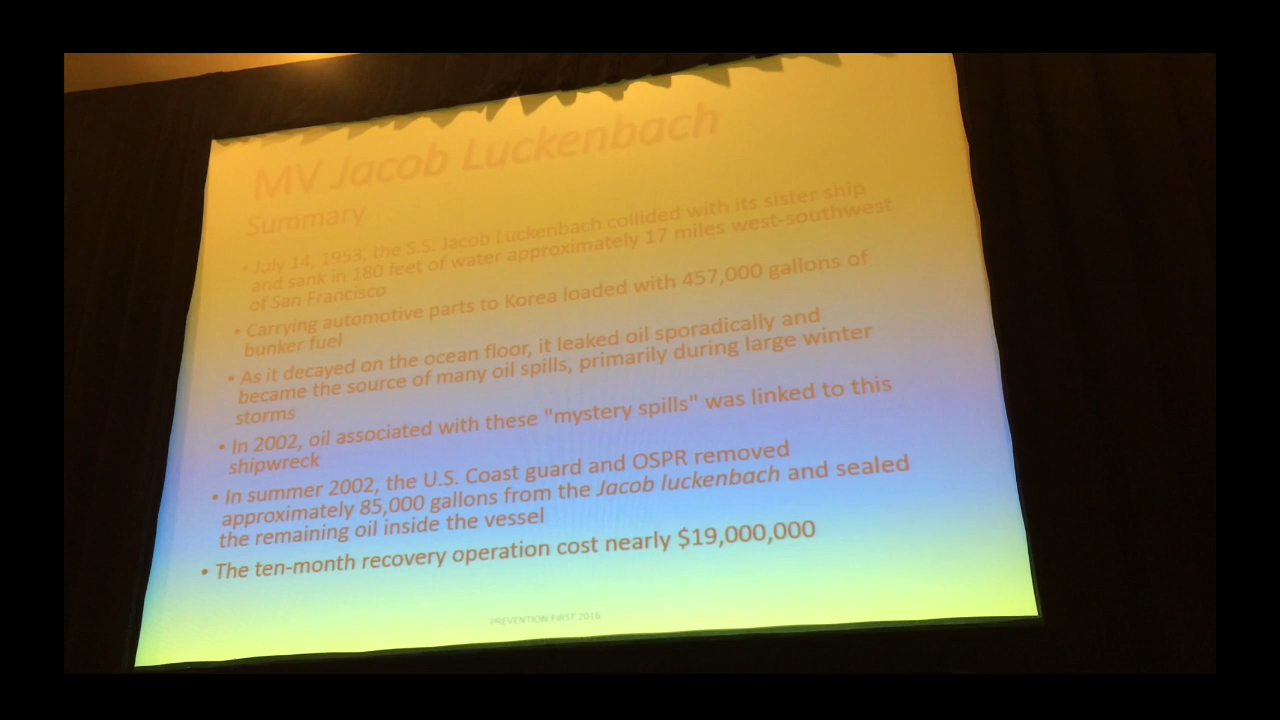 MV Jacob Luckenbach
Summary
• July 14, 1953, the S.S. Jacob Luckenbach collided with its sister ship
and sank in 180 feet of water approximately 17 miles west-southwest
of San Francisco
• Carrying automotive parts to Korea loaded with 457,000 gallons of
bunker fuel
• As it decayed on the ocean floor, it leaked oil sporadically and
became the source of many oil spills, primarily during large winter
storms
• In 2002, oil associated with these "mystery spills" was linked to this
shipwreck
• In summer 2002, the U.S. Coast guard and OSPR removed
approximately 85,000 gallons from the Jacob luckenbach and sealed
the remaining oil inside the vessel
• The ten-month recovery operation cost nearly $19,000,000
PREVENTION FIRST 2016